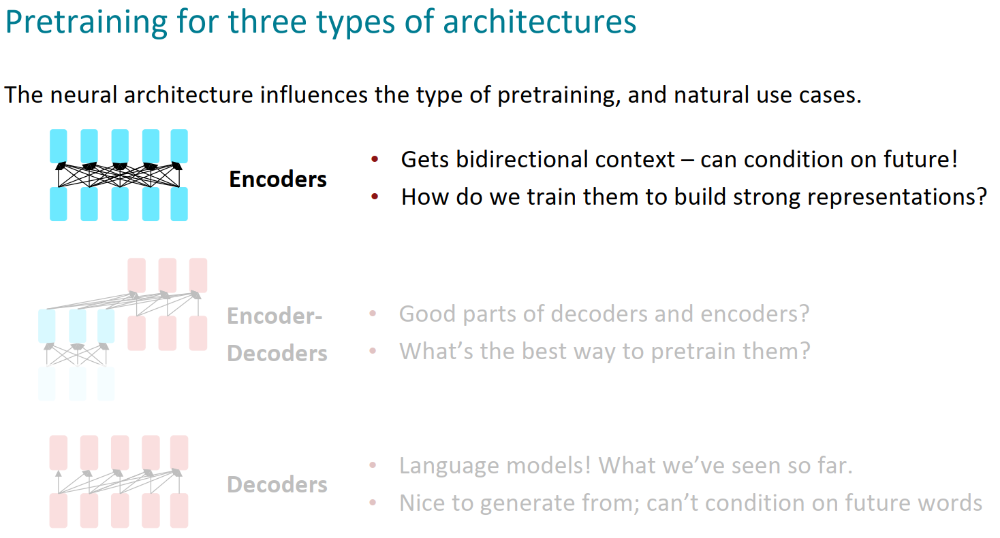 Pretraining for three types of architectures
The neural architecture influences the type of pretraining, and natural use cases.
Encoders
• Gets bidirectional context – can condition on future!
• How do we train them to build strong representations?
Encoder-
Decoders
• Good parts of decoders and encoders?
• What’s the best way to pretrain them?
Decoders
• Language models! What we’ve seen so far.
• Nice to generate from; can’t condition on future words